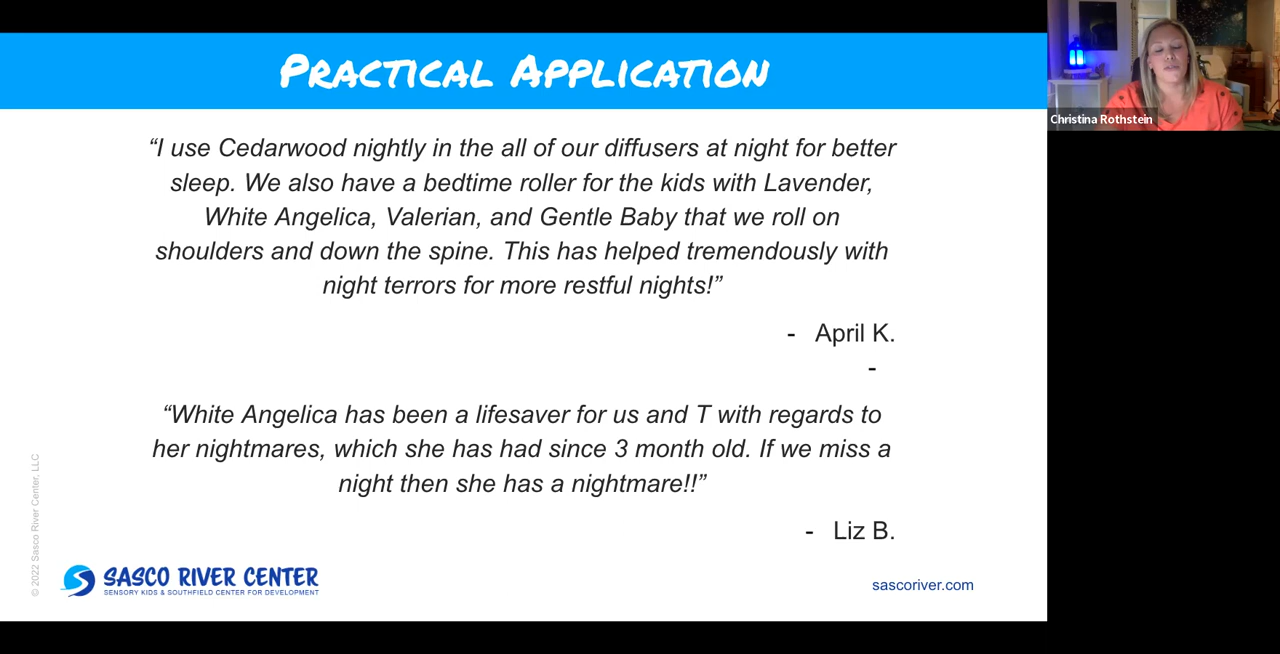 PRACTICAL APPLICATION
Christina Rothstein
“I use Cedarwood nightly in the all of our diffusers at night for better
sleep. We also have a bedtime roller for the kids with Lavender,
White Angelica, Valerian, and Gentle Baby that we roll on
shoulders and down the spine. This has helped tremendously with
night terrors for more restful nights!”
- April K.
-
“White Angelica has been a lifesaver for us and T with regards to
her nightmares, which she has had since 3 month old. If we miss a
night then she has a nightmare!!”
- Liz B.
© 2022 Sasco River Center, LLC
SASCO RIVER CENTER
SENSORY KIDS & SOUTHFIELD CENTER FOR DEVELOPMENT
sascoriver.com